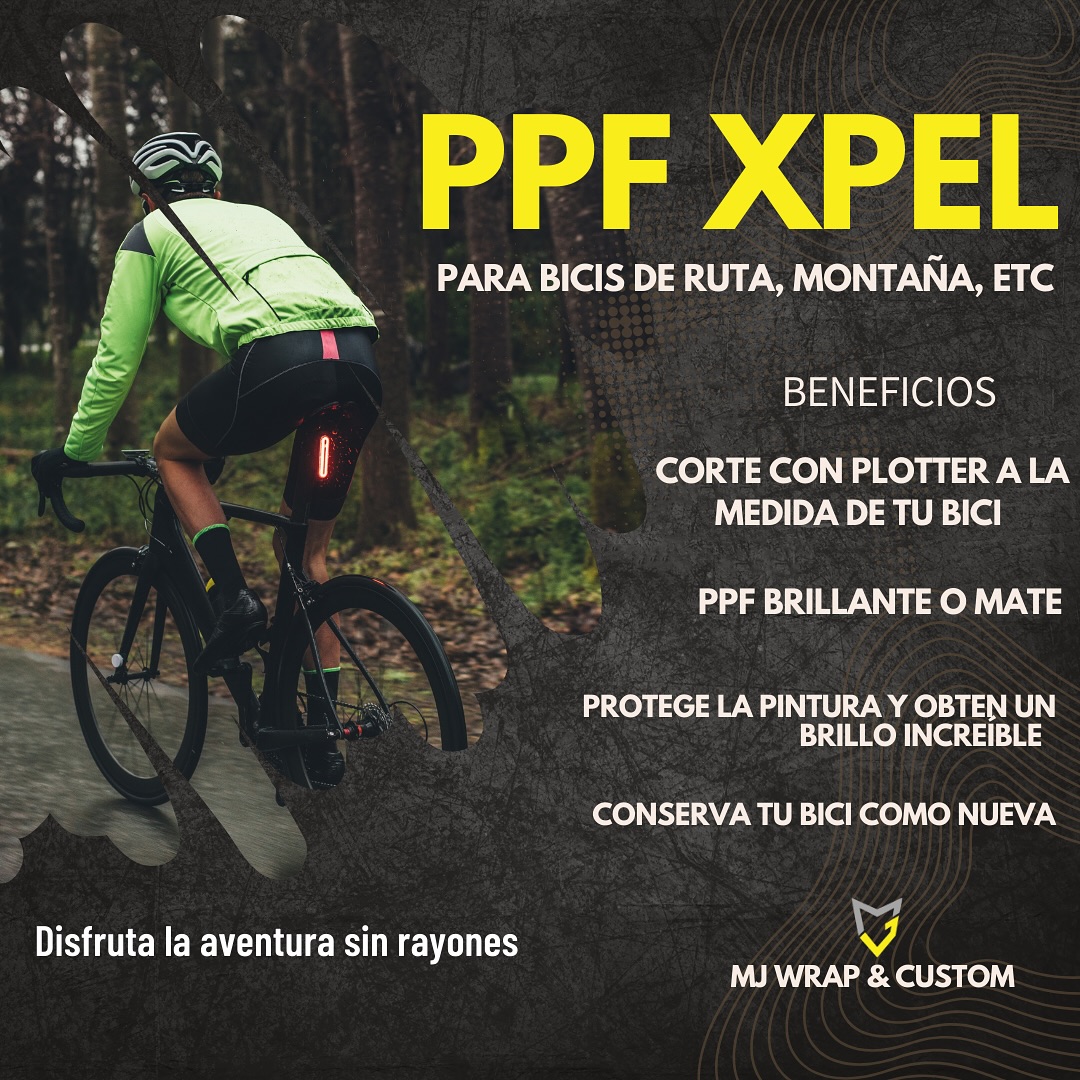 PPF XPEL
PARA BICIS DE RUTA, MONTAÑA, ETC
BENEFICIOS
CORTE CON PLOTTER A LA
MEDIDA DE TU BICI
PPF BRILLANTE O MATE
PROTEGE LA PINTURA Y OBTEN UN
BRILLO INCREÍBLE
CONSERVA TU BICI COMO NUEVA
Disfruta la aventura sin rayones
MJ WRAP & CUSTOM